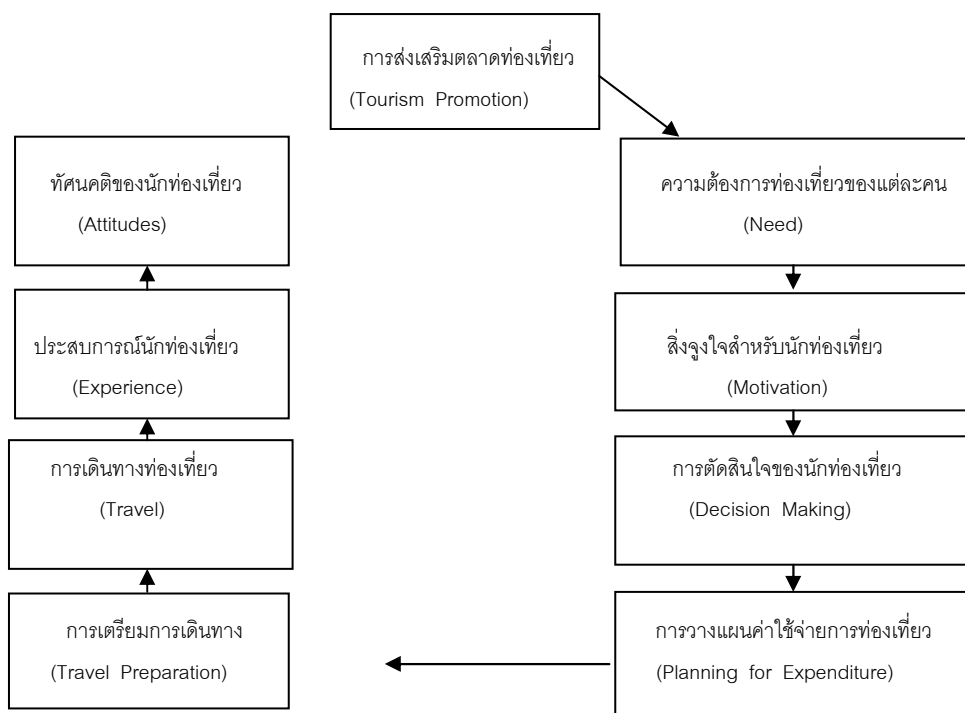 การส่งเสริมตลาดท่องเที่ยว
(Tourism Promotion)
ความต้องการท่องเที่ยวของแต่ละคน
(Need)
สิ่งจูงใจสำหรับนักท่องเที่ยว
(Motivation)
การตัดสินใจของนักท่องเที่ยว
(Decision Making)
การวางแผนค่าใช้จ่ายการท่องเที่ยว
(Planning for Expenditure)
การเตรียมการเดินทาง
(Travel Preparation)
การเดินทางท่องเที่ยว
(Travel)
ประสบการณ์นักท่องเที่ยว
(Experience)
ทัศนคติของนักท่องเที่ยว
(Attitudes)